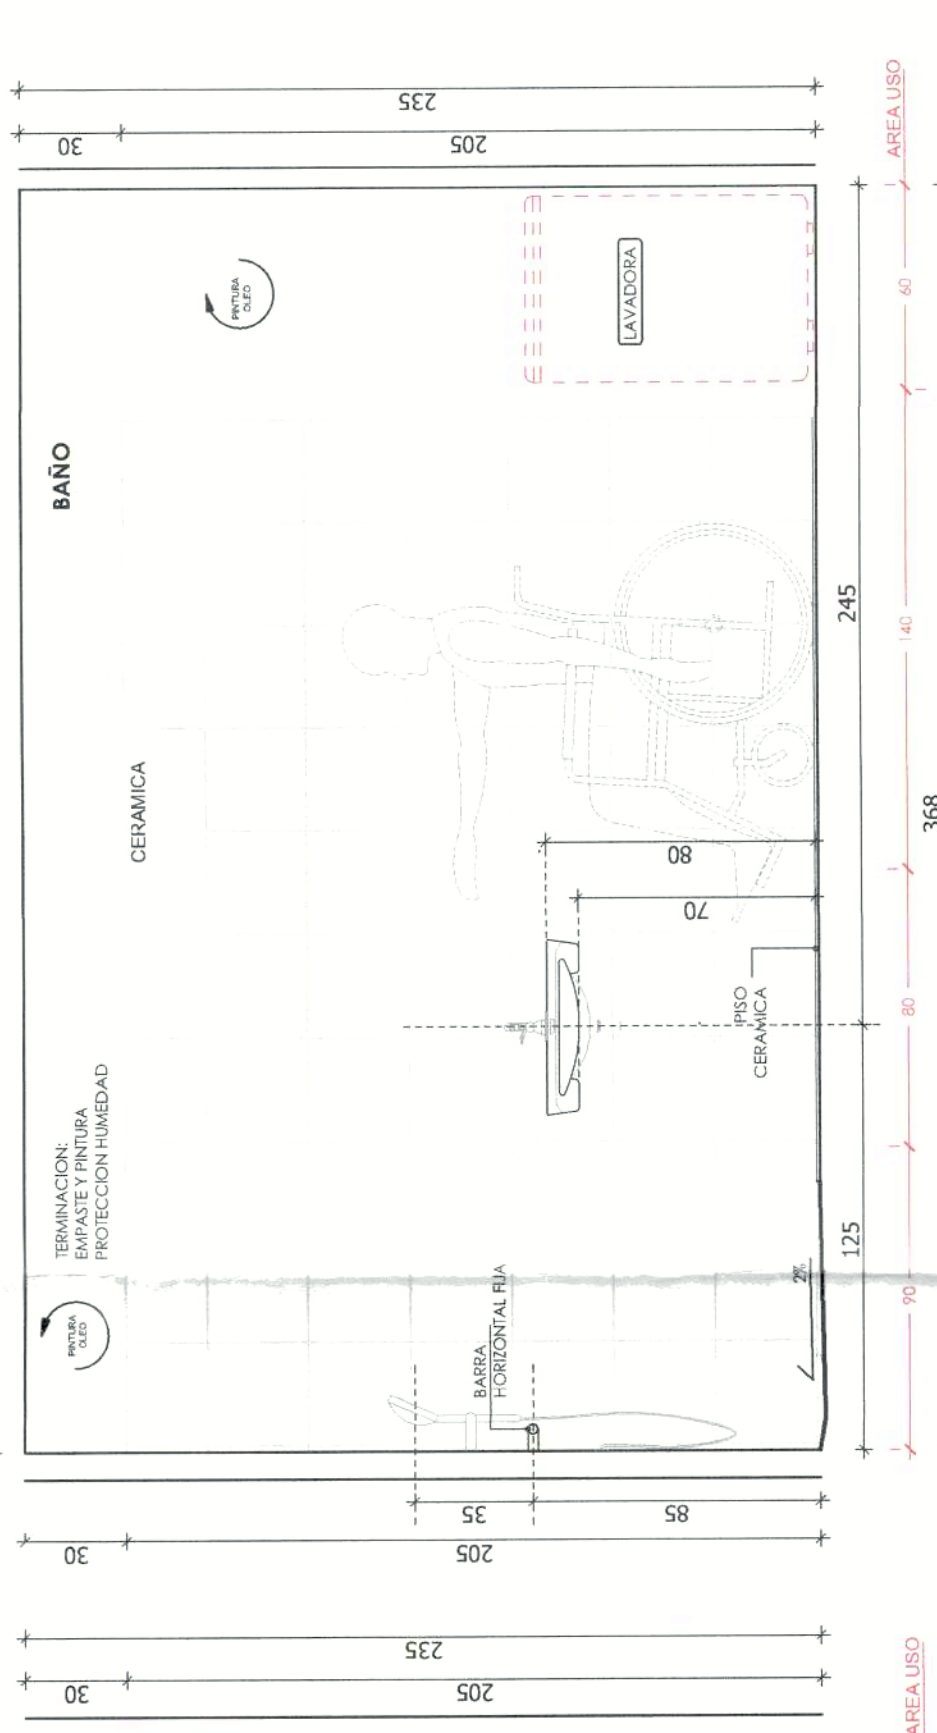 BAÑO
TERMINACION:
EMPASTE Y PINTURA
PROTECCION HUMEDAD
PINTURA
OLEO
CERAMICA
PINTURA
OLEO
30
205
235
30
205
35
85
BARRA
HORIZONTAL FIJA
LAVADORA
80
70
PISO
CERAMICA
2%
30
205
235
125
245
AREA USO
90
80
140
60
AREA USO
368